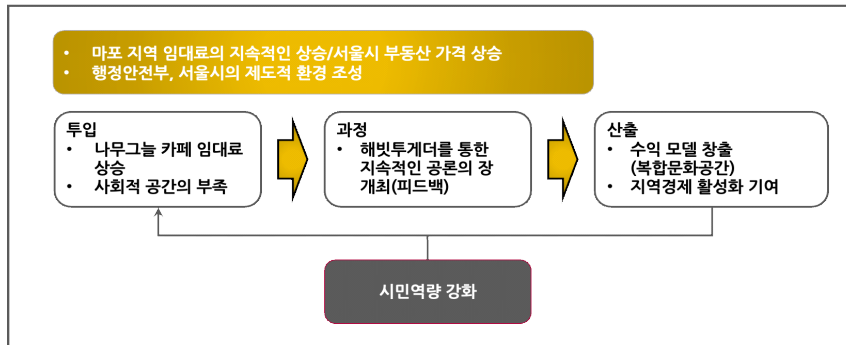 • 마포 지역 임대료의 지속적인 상승/서울시 부동산 가격 상승
• 행정안전부, 서울시의 제도적 환경 조성
투입
• 나무그늘 카페 임대료
상승
• 사회적 공간의 부족
과정
• 해빗투게더를 통한
지속적인 공론의 장
개최(피드백)
산출
• 수익 모델 창출
(복합문화공간)
• 지역경제 활성화 기여
시민역량 강화